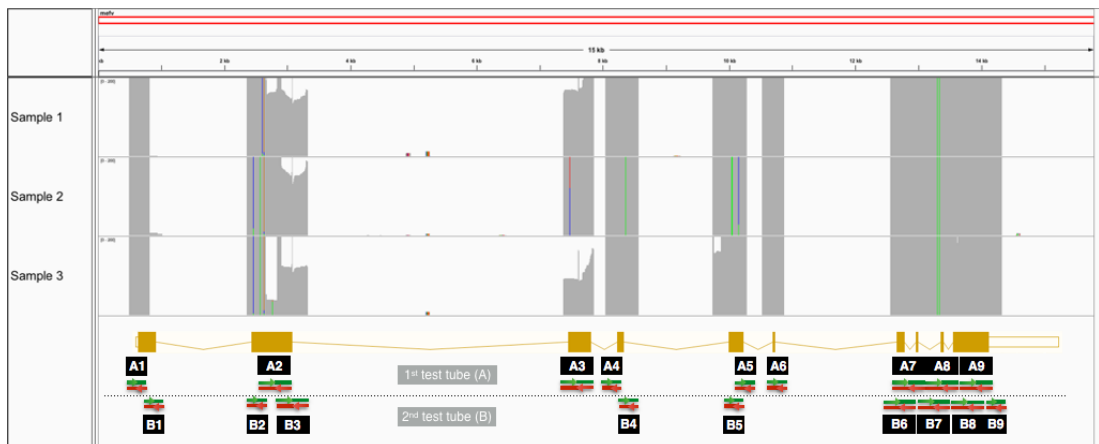 mefv
15 kb
kb 2 kb 4 kb 6 kb 8 kb 10 kb 12 kb 14 kb
Sample 1
Sample 2
Sample 3
A1 A2 A3 A4 A5 A6 A7 A8 A9
1st test tube (A)
2nd test tube (B)
B1 B2 B3 B4 B5 B6 B7 B8 B9